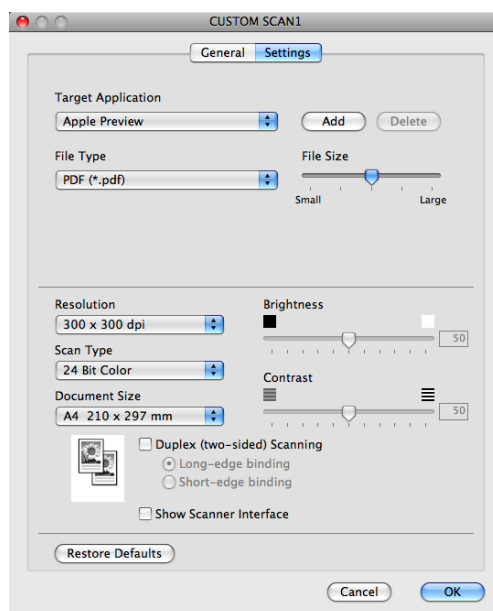 CUSTOM SCAN1
General Settings
Target Application
Apple Preview
Add
Delete
File Type
PDF (*.pdf)
File Size
Small
Large
Resolution
300 x 300 dpi
Scan Type
24 Bit Color
Document Size
A4 210 x 297 mm
Brightness
50
Contrast
50
Duplex (two-sided) Scanning
Long-edge binding
Short-edge binding
Show Scanner Interface
Restore Defaults
Cancel
OK